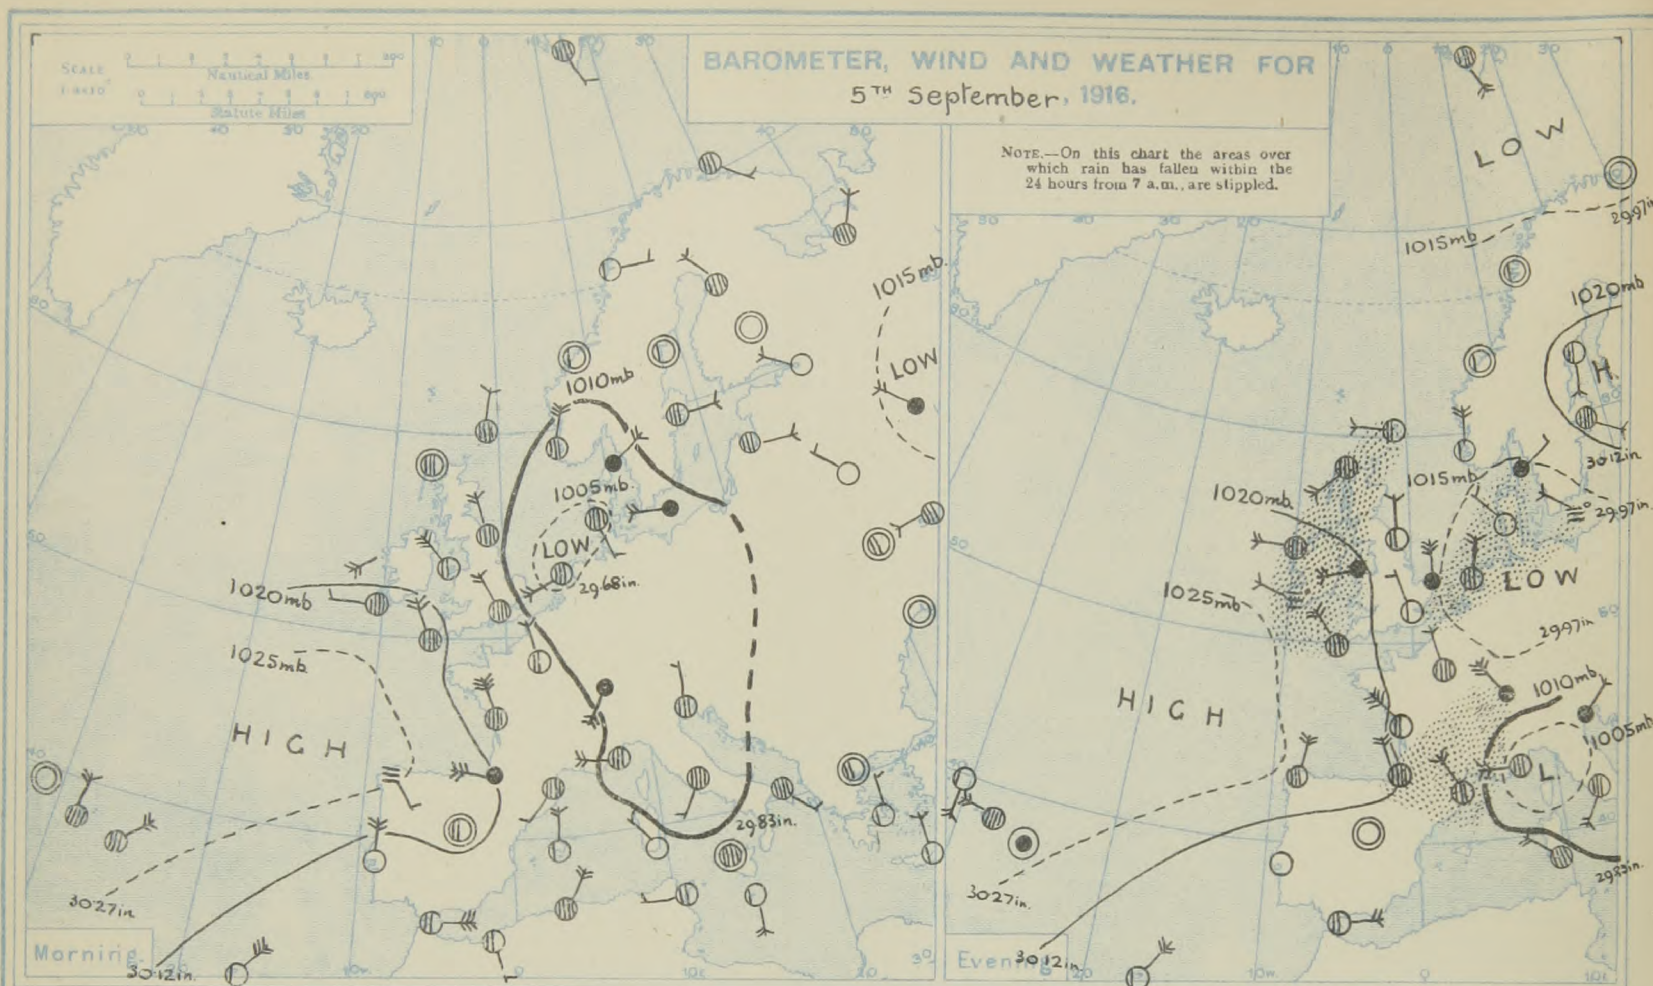 BAROMETER, WIND AND WEATHER FOR
5TH September, 1916.
NOTE.—On this chart the areas over
which rain has fallen within the
24 hours from 7 a.m., are stippled.
SCALE
Nautical Miles
Statute Miles
1010mb
1005mb.
LOW
29.68in.
1015mb.
LOW
1020mb
1025mb
HIGH
29.83in.
30.27in.
30.12in.
Morning.
LOW
1015mb
29.97in
1020mb
H.
30.12in.
1015mb
29.97in.
1020mb.
1025mb
LOW
29.97in
HIGH
1010mb
1005mb
L.
29.83in.
30.27in.
30.12in.
Evening